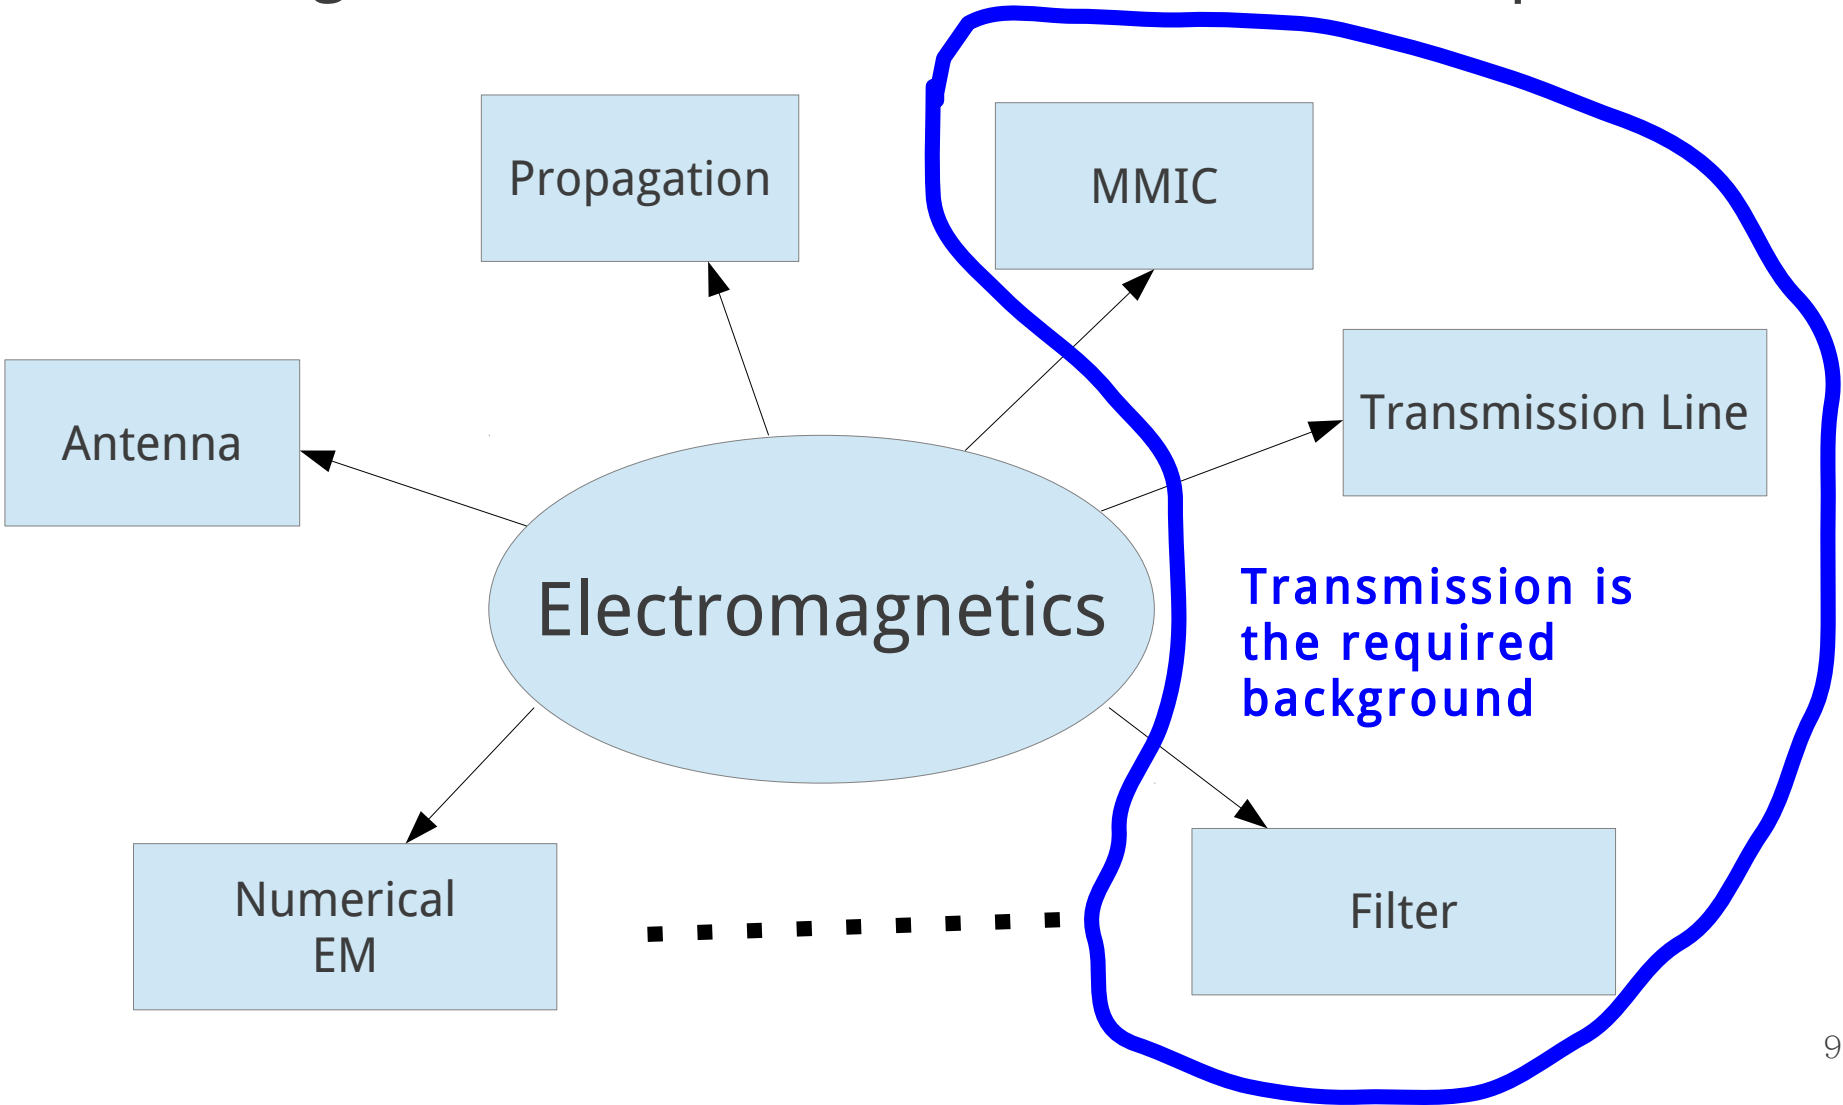 Propagation
MMIC
Antenna
Transmission Line
Electromagnetics
Transmission is
the required
background
Numerical
EM
Filter
9